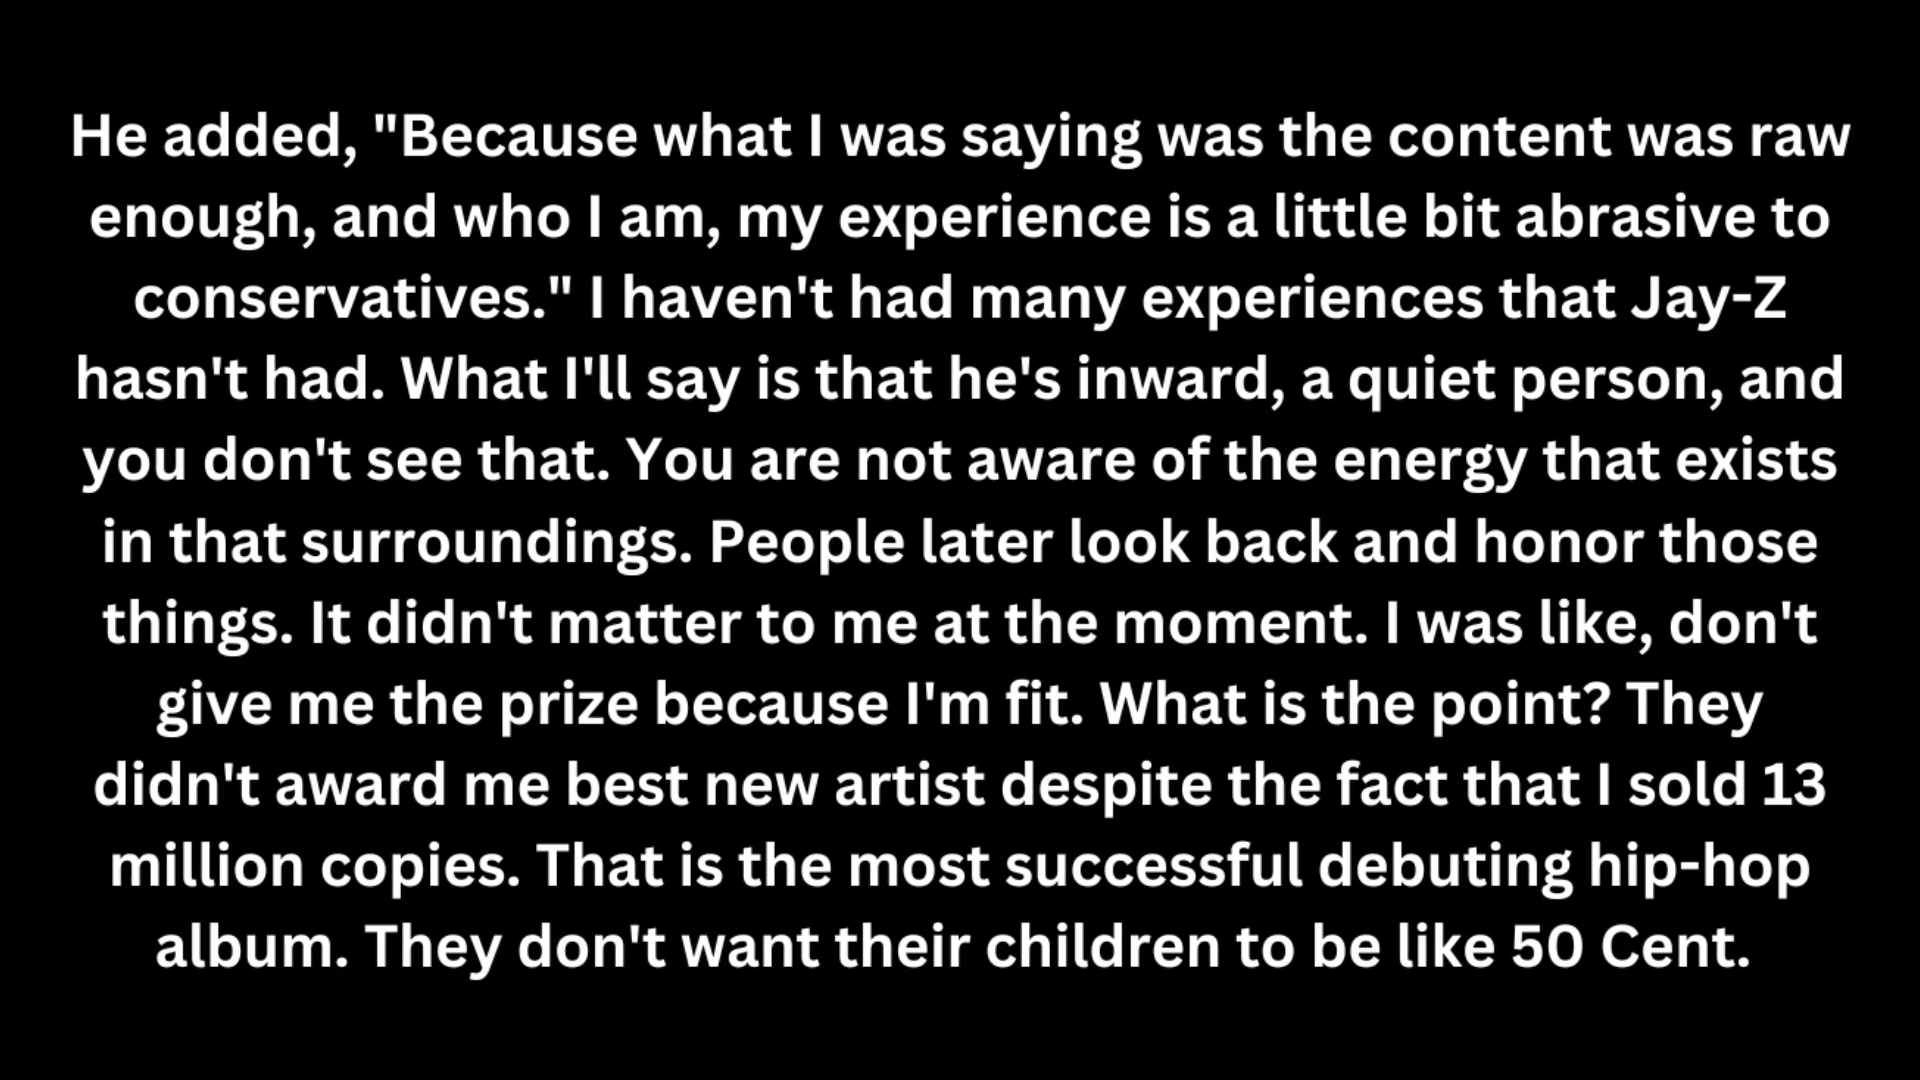 He added, "Because what I was saying was the content was raw
enough, and who I am, my experience is a little bit abrasive to
conservatives." I haven't had many experiences that Jay-Z
hasn't had. What I'll say is that he's inward, a quiet person, and
you don't see that. You are not aware of the energy that exists
in that surroundings. People later look back and honor those
things. It didn't matter to me at the moment. I was like, don't
give me the prize because I'm fit. What is the point? They
didn't award me best new artist despite the fact that I sold 13
million copies. That is the most successful debuting hip-hop
album. They don't want their children to be like 50 Cent.